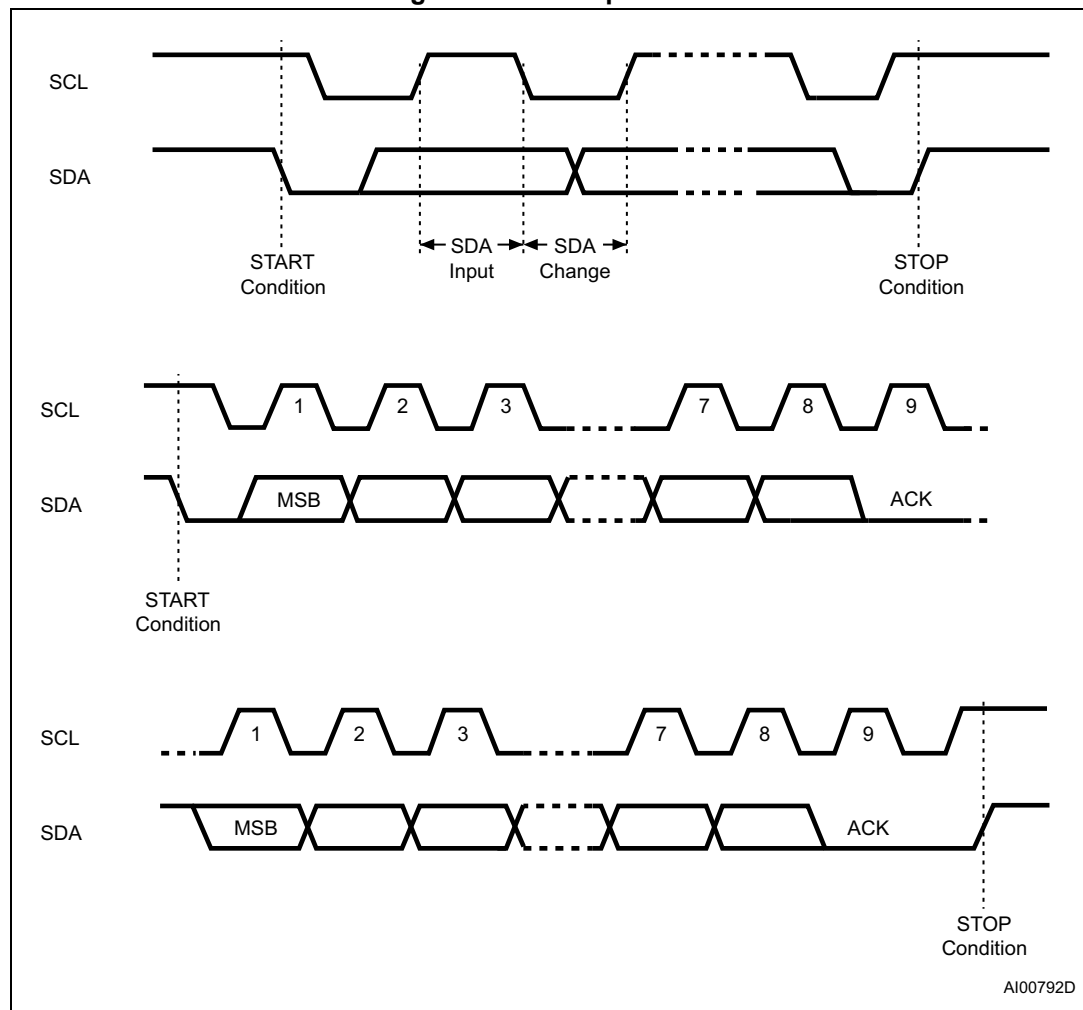 SCL
SDA
START
Condition
SDA
Input
SDA
Change
STOP
Condition
SCL
1 2 3 7 8 9
SDA
MSB ACK
START
Condition
SCL
1 2 3 7 8 9
SDA
MSB ACK
STOP
Condition
AI00792D